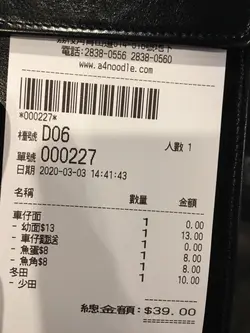 電話:2838-0556 2838-0560
www.a4noodle.com
*000227*
檯號 D06 人數 1
單號 000227
日期 2020-03-03 14:41:43
名稱 數量 金額
車仔面 1 0.00
- 幼面$13 1 13.00
- 車仔 1 0.00
- 魚蛋$8 1 8.00
- 魚角$8 1 8.00
冬田 1 10.00
- 少田
總金額: $39.00